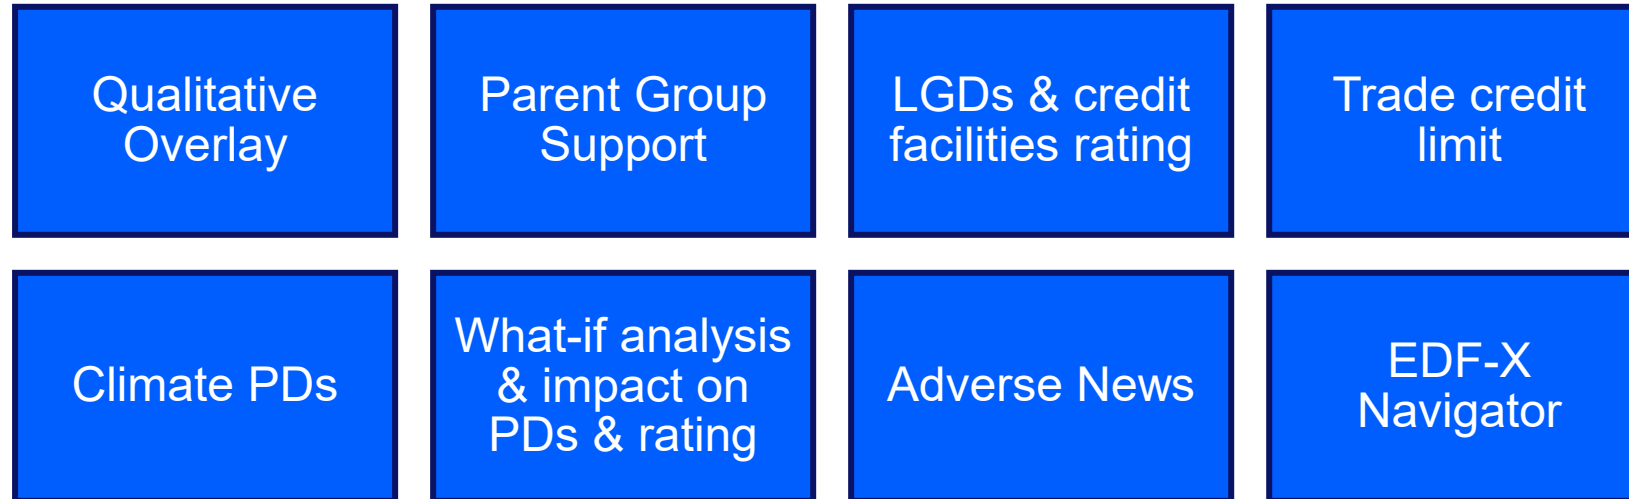 Qualitative
Overlay
Parent Group
Support
LGDs & credit
facilities rating
Trade credit
limit
Climate PDs
What-if analysis
& impact on
PDs & rating
Adverse News
EDF-X
Navigator